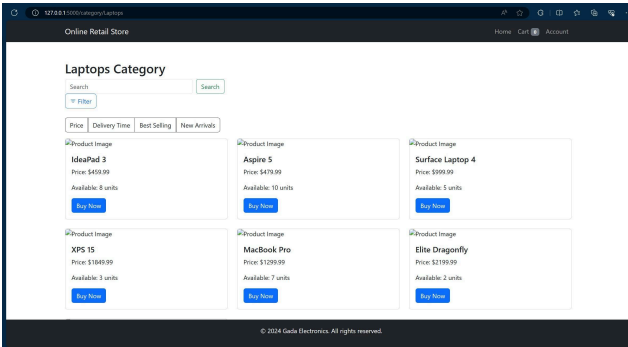 127.0.0.1:5000/category/Laptops
Online Retail Store
Home Cart 0 Account
Laptops Category
Search Search
Filter
Price Delivery Time Best Selling New Arrivals
Product Image Product Image Product Image
IdeaPad 3 Aspire 5 Surface Laptop 4
Price: $459.99 Price: $479.99 Price: $999.99
Available: 8 units Available: 10 units Available: 5 units
Buy Now Buy Now Buy Now
Product Image Product Image Product Image
XPS 15 MacBook Pro Elite Dragonfly
Price: $1849.99 Price: $1299.99 Price: $2199.99
Available: 3 units Available: 7 units Available: 2 units
Buy Now Buy Now Buy Now
© 2024 Gada Electronics. All rights reserved.